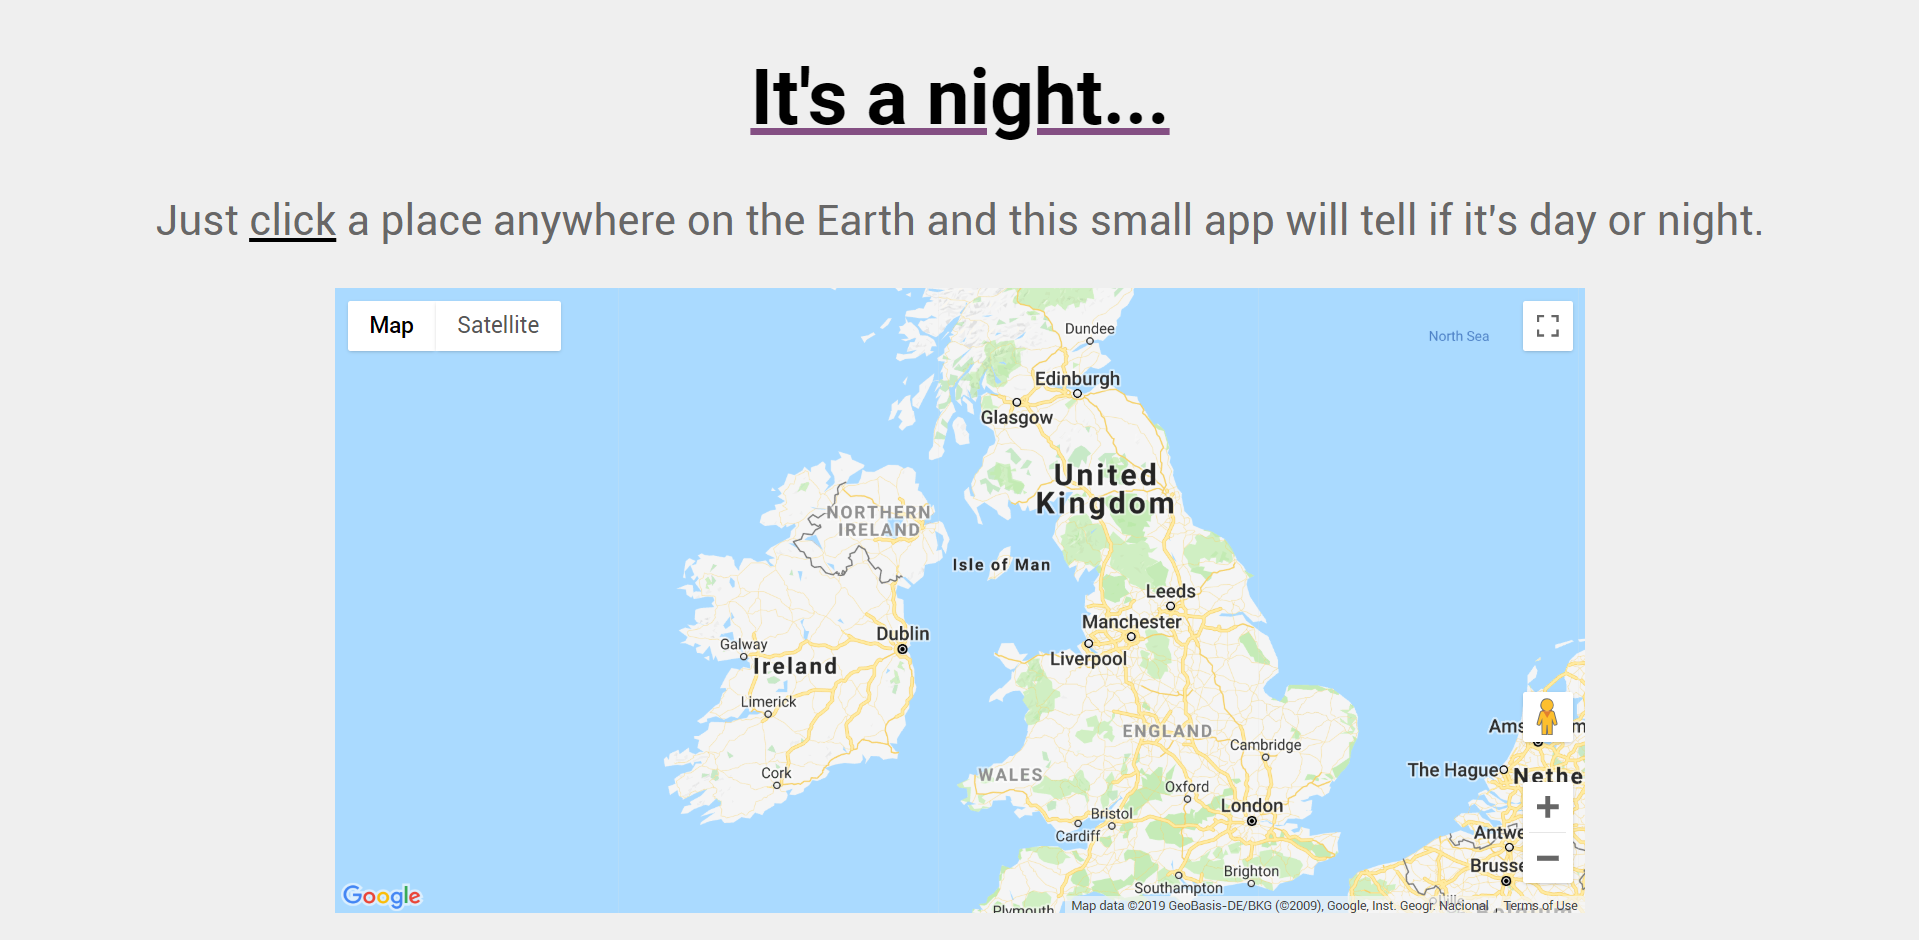 It's a night...
Just click a place anywhere on the Earth and this small app will tell if it's day or night.
Map
Satellite
Dundee
North Sea
Edinburgh
Glasgow
United
Kingdom
NORTHERN
IRELAND
Isle of Man
Leeds
Manchester
Dublin
Galway
Liverpool
Ireland
Limerick
Ams
m
ENGLAND
Cambridge
The Hague
Nethe
Cork
WALES
Oxford
London
Bristol
Cardiff
Antwe
Brusse
Brighton
Southampton
Plymouth
Google
Map data ©2019 GeoBasis-DE/BKG (©2009), Google, Inst. Geogr. Nacional
Terms of Use